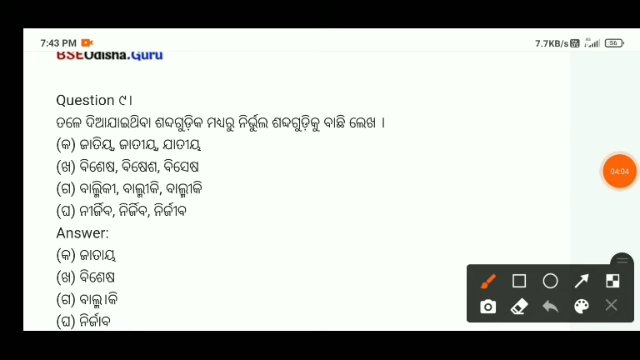 7:43 PM
7.7KB/s 56
BSEOdisha.Guru
Question ୯।
ତଳେ ଦିଆଯାଇଥିବା ଶବ୍ଦଗୁଡ଼ିକ ମଧ୍ୟରୁ ନିର୍ଭୁଲ ଶବ୍ଦଗୁଡ଼ିକୁ ବାଛି ଲେଖ ।
(କ) ଜାତିୟ, ଜାତୀୟ, ଯାତୀୟ
(ଖ) ବିଶେଷ, ବିଷେଶ, ବିସେଷ
04:04
(ଗ) ବାଲ୍ମିକୀ, ବାଲ୍ମୀକି, ବାଲ୍ମୀକି
(ଘ) ନୀର୍ଜିବ, ନିର୍ଜିବ, ନିର୍ଜୀବ
Answer:
(କ) ଜାତୀୟ
(ଖ) ବିଶେଷ
(ଗ) ବାଲ୍ମୀକି
(ଘ) ନିର୍ଜୀବ